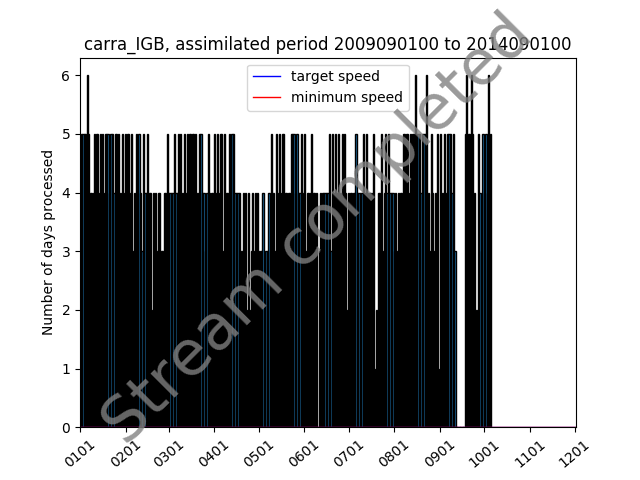 carra_IGB, assimilated period 2009090100 to 2014090100
target speed
minimum speed
Number of days processed
6
5
4
3
2
1
0
0101 0201 0301 0401 0501 0601 0701 0801 0901 1001 1101 1201
Stream completed